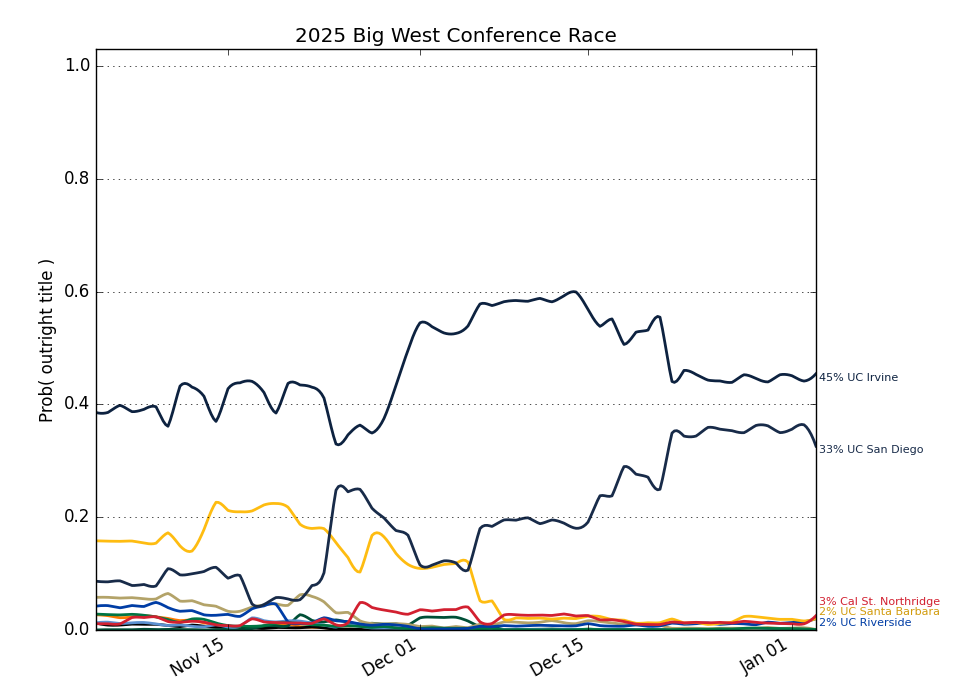 2025 Big West Conference Race
Prob( outright title )
1.0
0.8
0.6
0.4
0.2
0.0
Nov 15
Dec 01
Dec 15
Jan 01
45% UC Irvine
33% UC San Diego
3% Cal St. Northridge
2% UC Santa Barbara
2% UC Riverside